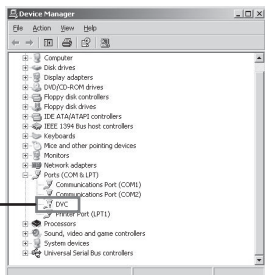 Device Manager
File Action View Help
Computer
Disk drives
Display adapters
DVD/CD-ROM drives
Floppy disk controllers
Floppy disk drives
IDE ATA/ATAPI controllers
IEEE 1394 Bus host controllers
Keyboards
Mice and other pointing devices
Monitors
Network adapters
Ports (COM & LPT)
Communications Port (COM1)
Communications Port (COM2)
DVC
Printer Port (LPT1)
Processors
Sound, video and game controllers
System devices
Universal Serial Bus controllers